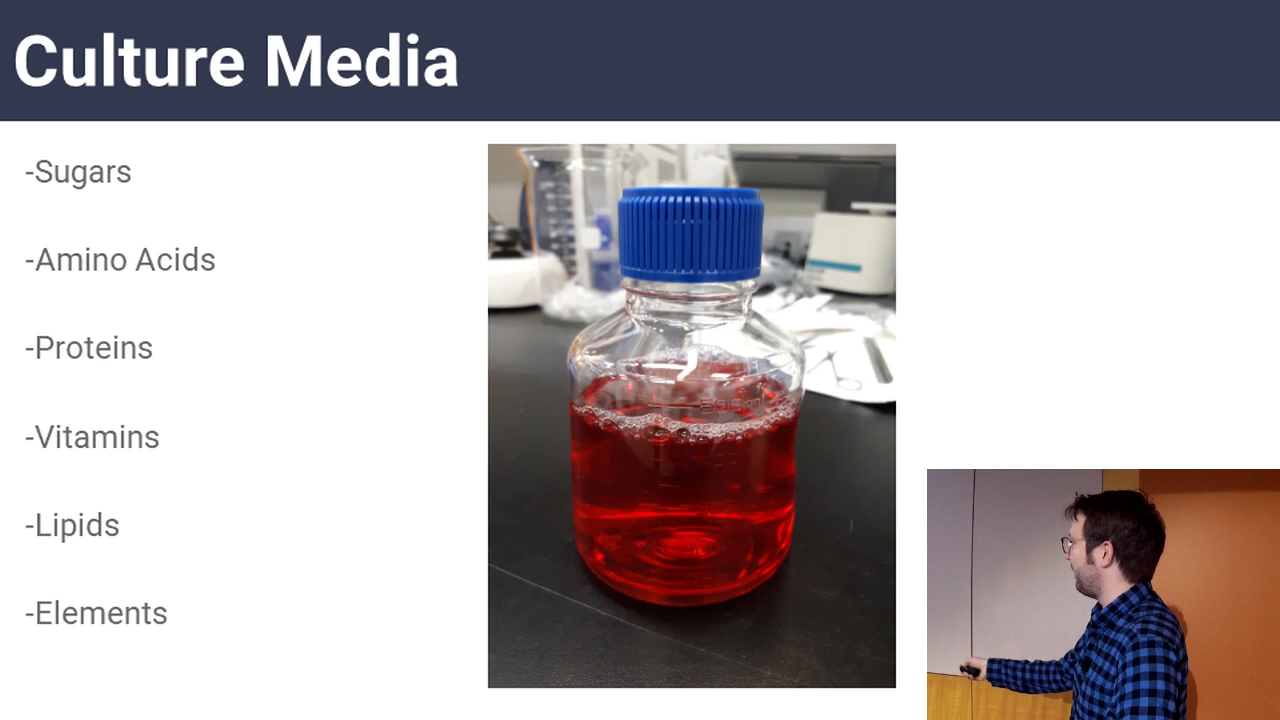 Culture Media
-Sugars
-Amino Acids
-Proteins
-Vitamins
-Lipids
-Elements